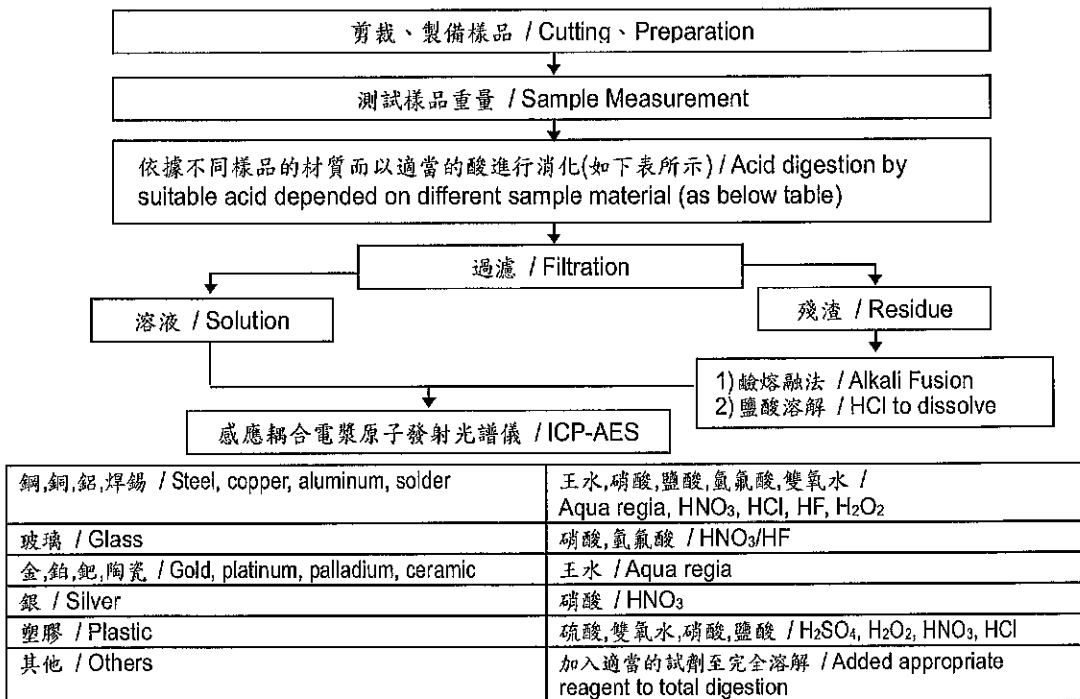 剪裁、製備樣品 / Cutting、Preparation
測試樣品重量 / Sample Measurement
依據不同樣品的材質而以適當的酸進行消化(如下表所示) / Acid digestion by
suitable acid depended on different sample material (as below table)
過濾 / Filtration
溶液 / Solution
殘渣 / Residue
1)鹼熔融法 / Alkali Fusion
2)鹽酸溶解 / HCl to dissolve
感應耦合電漿原子發射光譜儀 / ICP-AES
鋼,銅,鋁,焊錫 / Steel, copper, aluminum, solder
王水,硝酸,鹽酸,氫氟酸,雙氧水 /
Aqua regia, HNO₃, HCl, HF, H₂O₂
玻璃 / Glass
硝酸,氫氟酸 / HNO₃/HF
金,鉑,鈀,陶瓷 / Gold, platinum, palladium, ceramic
王水 / Aqua regia
銀 / Silver
硝酸 / HNO₃
塑膠 / Plastic
硫酸,雙氧水,硝酸,鹽酸 / H₂SO₄, H₂O₂, HNO₃, HCl
其他 / Others
加入適當的試劑至完全溶解 / Added appropriate
reagent to total digestion